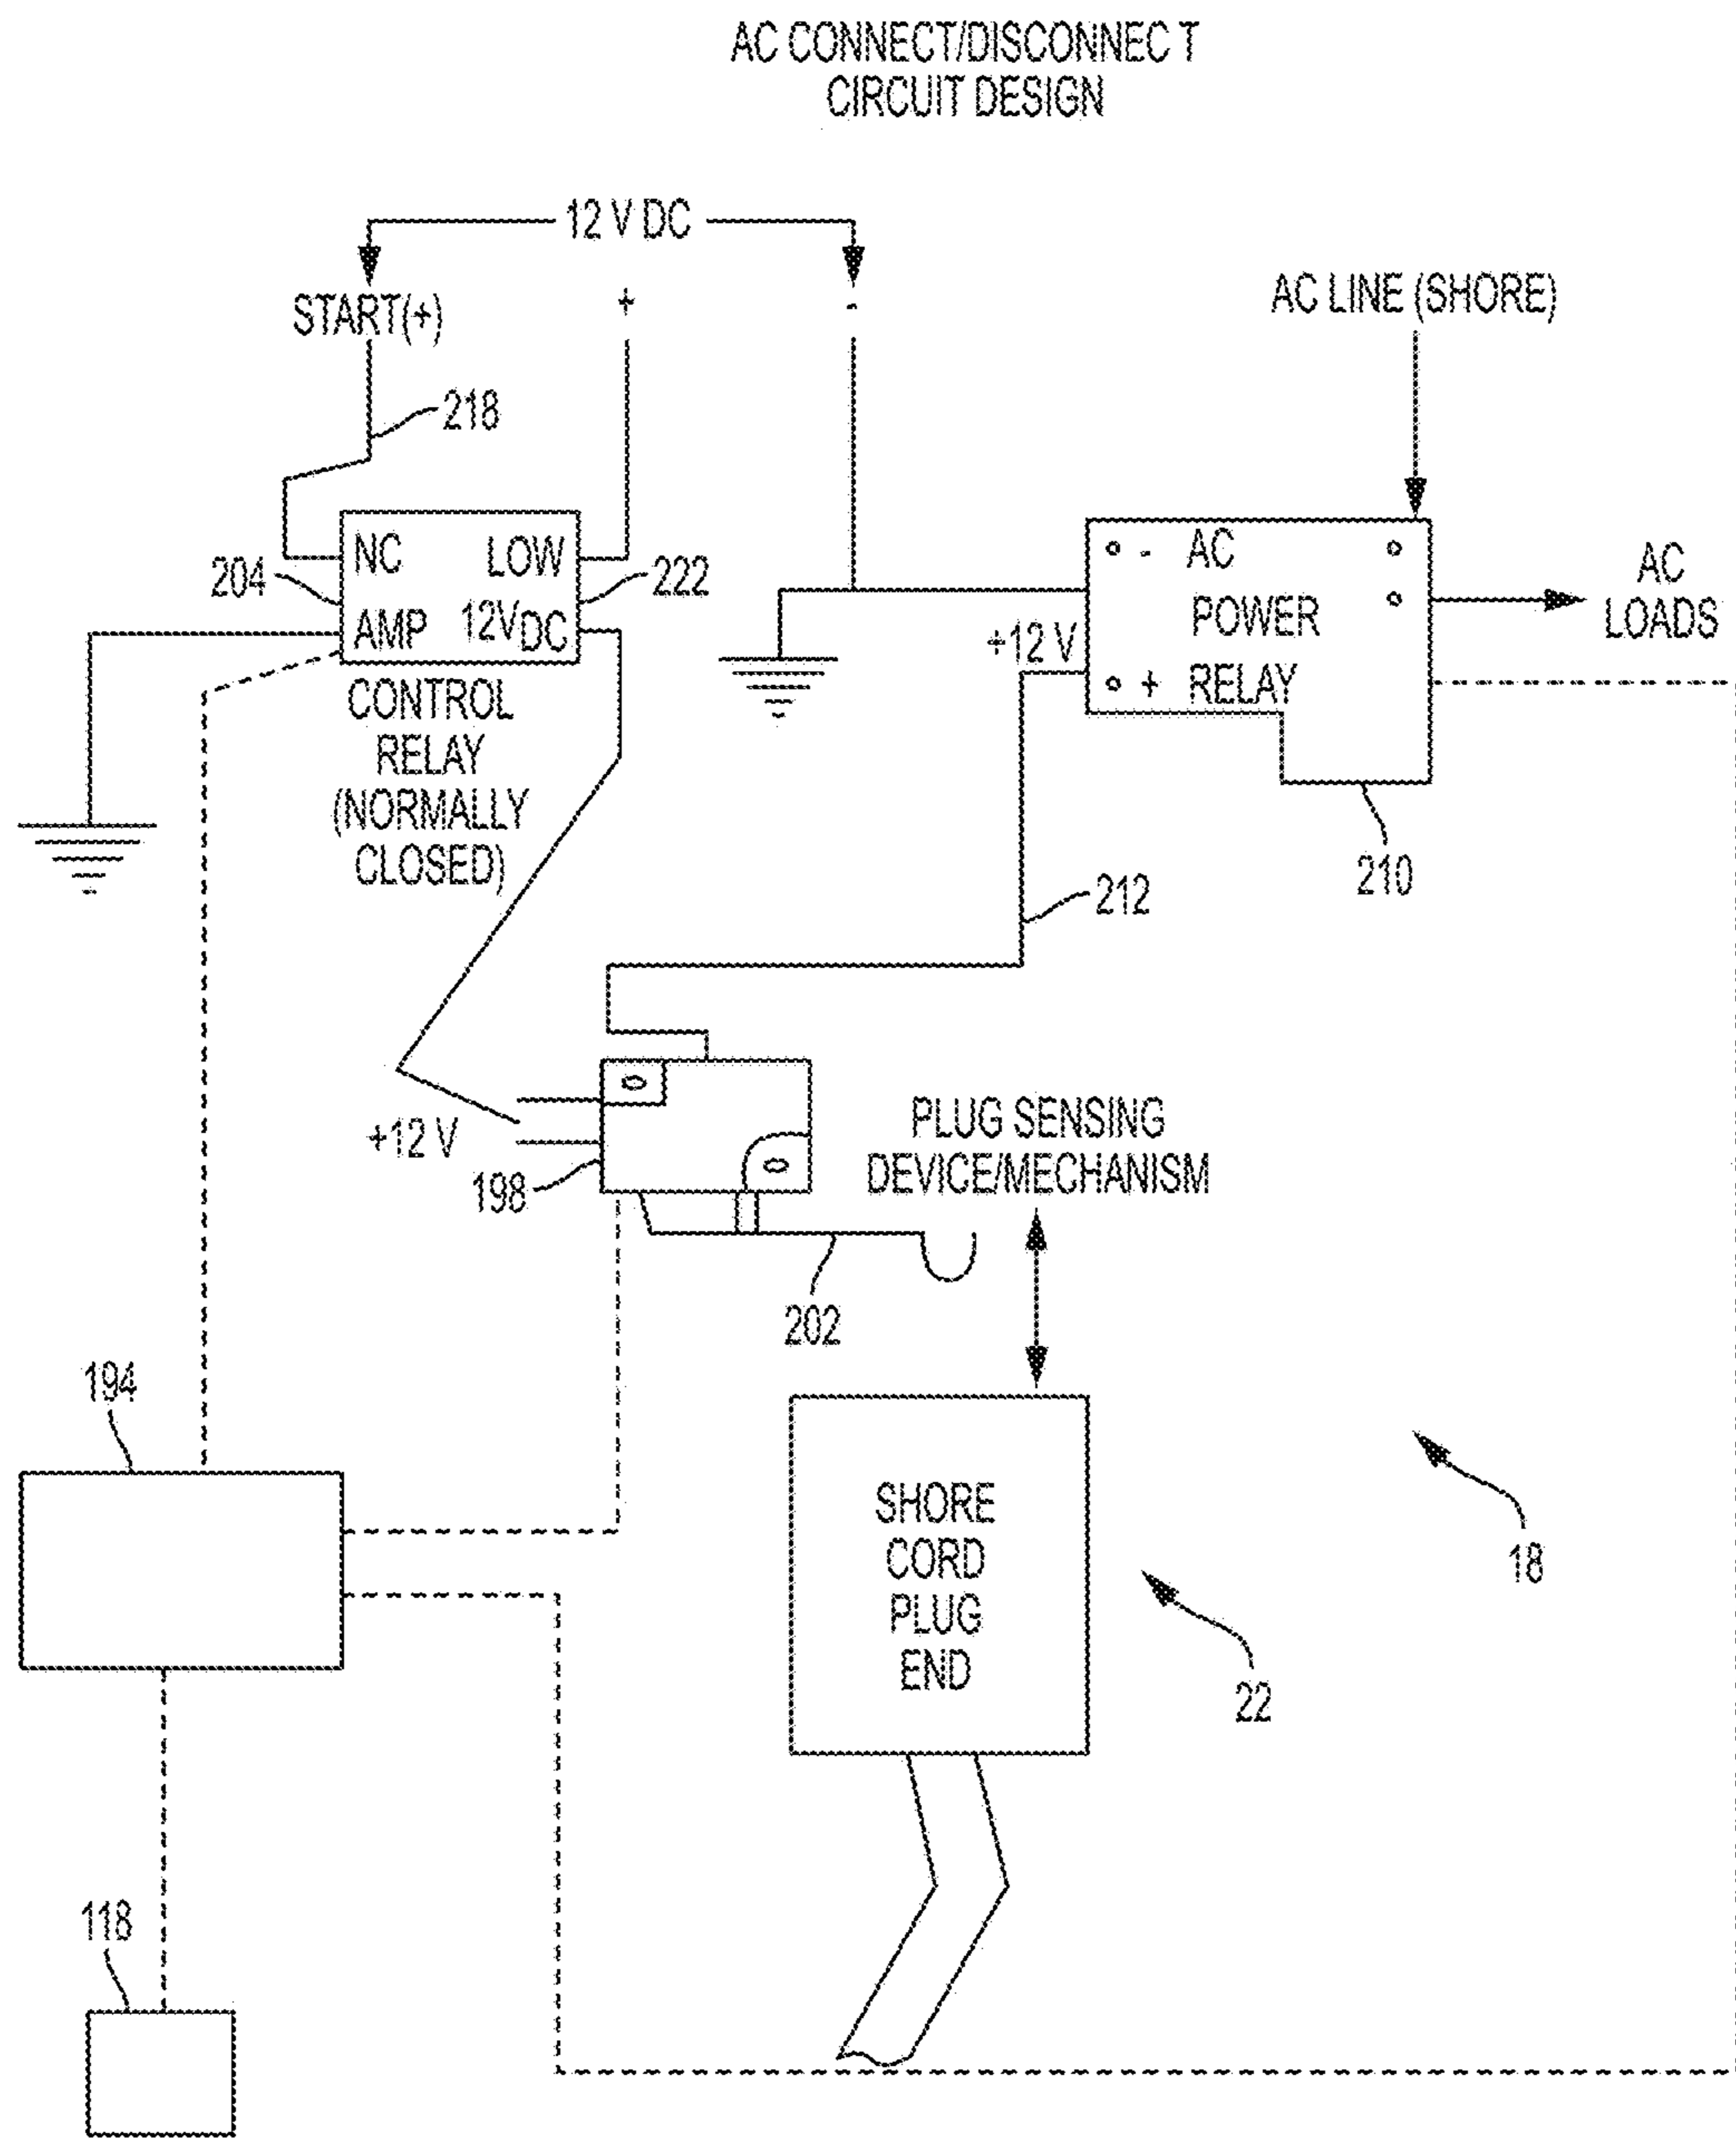 AC CONNECT/DISCONNEC T
CIRCUIT DESIGN
12 V DC
START(+)
+
-
AC LINE (SHORE)
218
NC
LOW
204
222
AMP
12VDC
CONTROL
RELAY
(NORMALLY
CLOSED)
- AC
POWER
+ RELAY
+12 V
AC
LOADS
210
212
+12 V
198
PLUG SENSING
DEVICE/MECHANISM
202
194
SHORE
CORD
PLUG
END
18
22
118